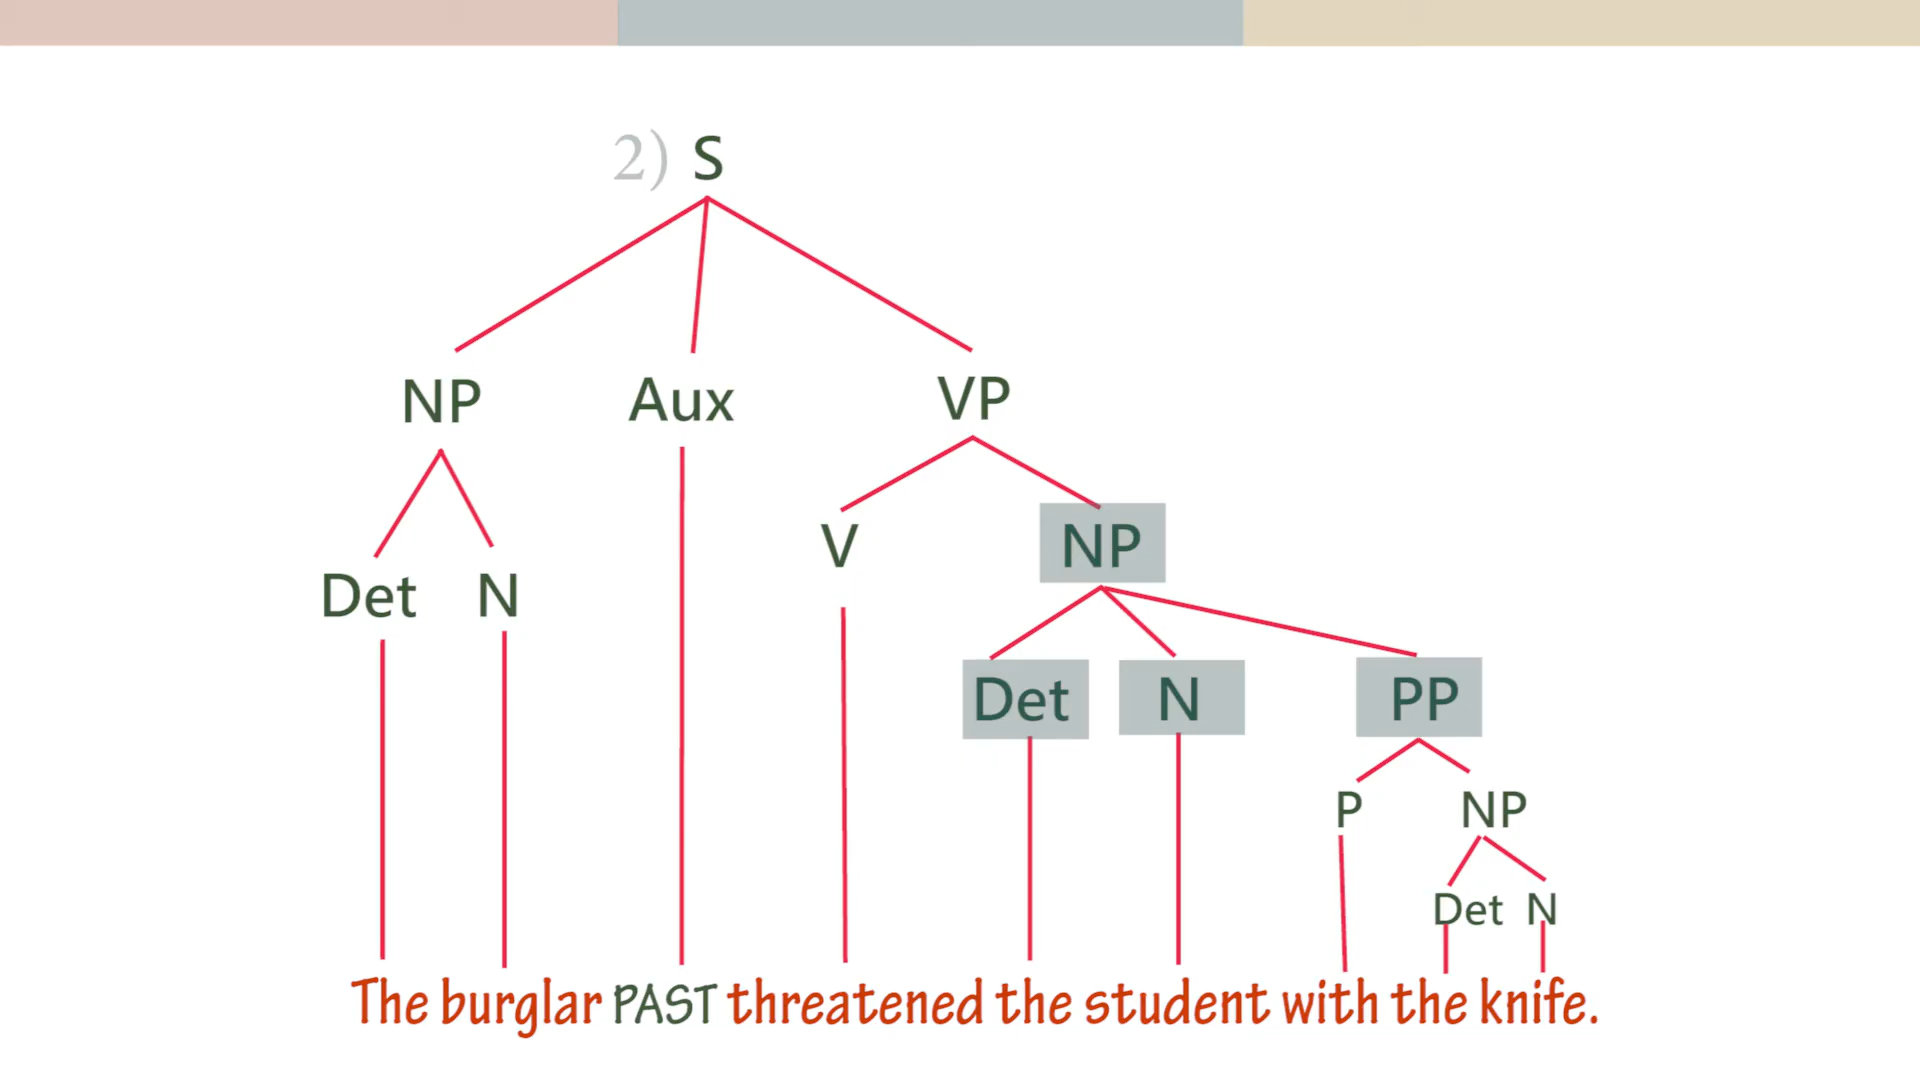 2) S
NP Aux VP
V NP
Det N
Det N PP
P NP
Det N
The burglar PAST threatened the student with the knife.